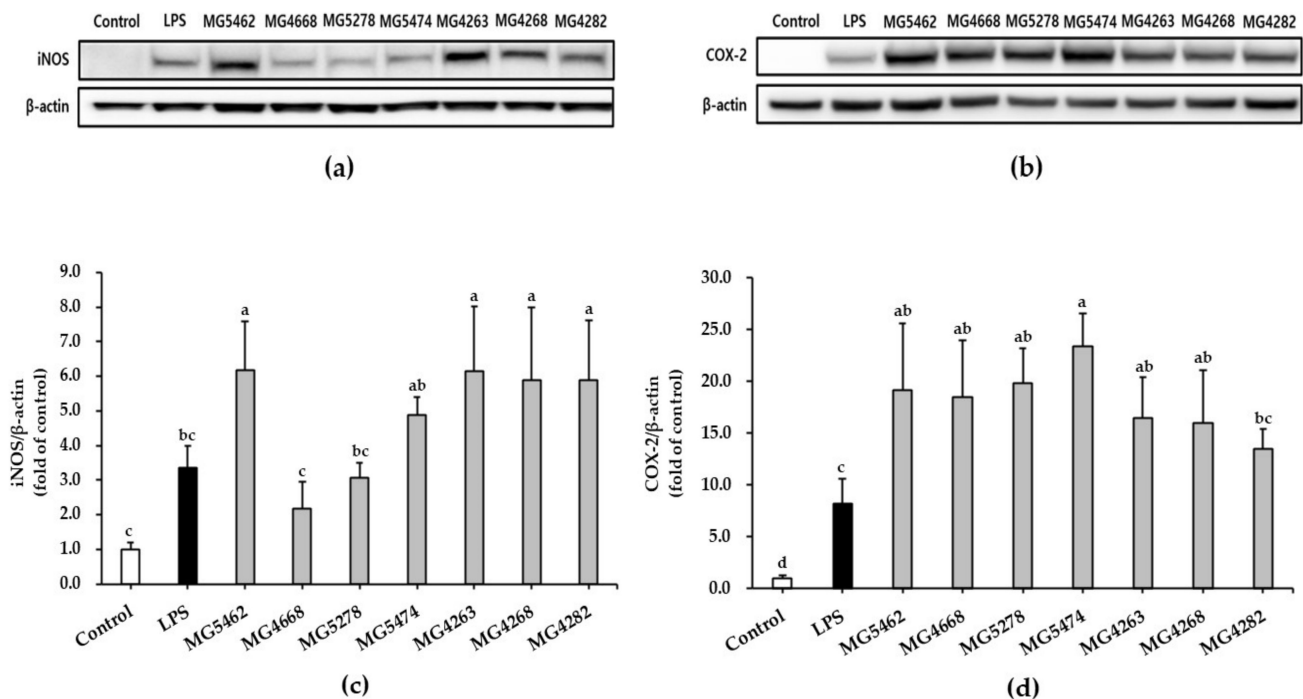 Control LPS MG5462 MG4668 MG5278 MG5474 MG4263 MG4268 MG4282
iNOS
β-actin
(a)
Control LPS MG5462 MG4668 MG5278 MG5474 MG4263 MG4268 MG4282
COX-2
β-actin
(b)
iNOS/β-actin
(fold of control)
9.0
8.0
7.0
6.0
5.0
4.0
3.0
2.0
1.0
0.0
c
bc
a
c
bc
ab
a
a
a
Control
LPS
MG5462
MG4668
MG5278
MG5474
MG4263
MG4268
MG4282
(c)
COX-2/β-actin
(fold of control)
30.0
25.0
20.0
15.0
10.0
5.0
0.0
d
c
ab
ab
ab
a
ab
ab
bc
Control
LPS
MG5462
MG4668
MG5278
MG5474
MG4263
MG4268
MG4282
(d)